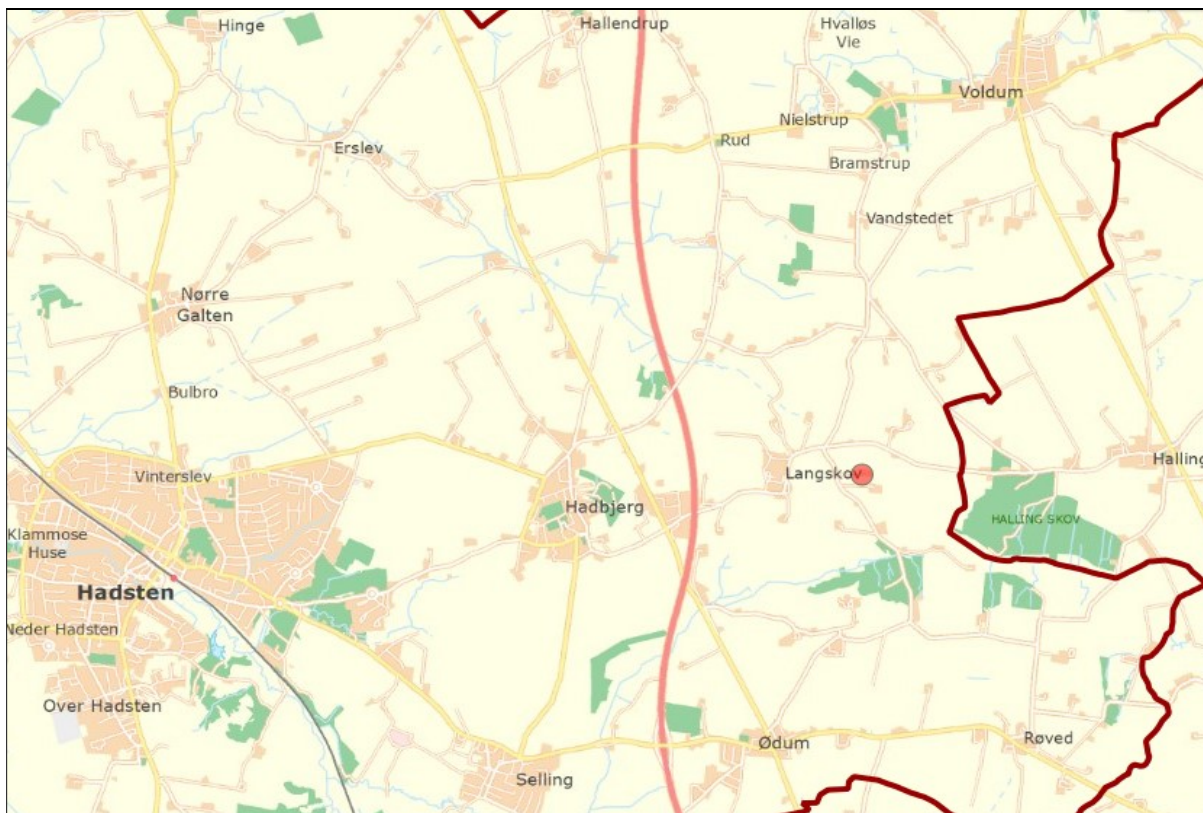 Hinge
Hallendrup
Hvalløs
Vie
Voldum
Nielstrup
Rud
Erslev
Bramstrup
Vandstedet
Nørre
Galten
Bulbro
Vinterslev
Langskov
Halling
Hadbjerg
HALLING SKOV
Klammose
Huse
Hadsten
Neder Hadsten
Over Hadsten
Ødum
Røved
Selling